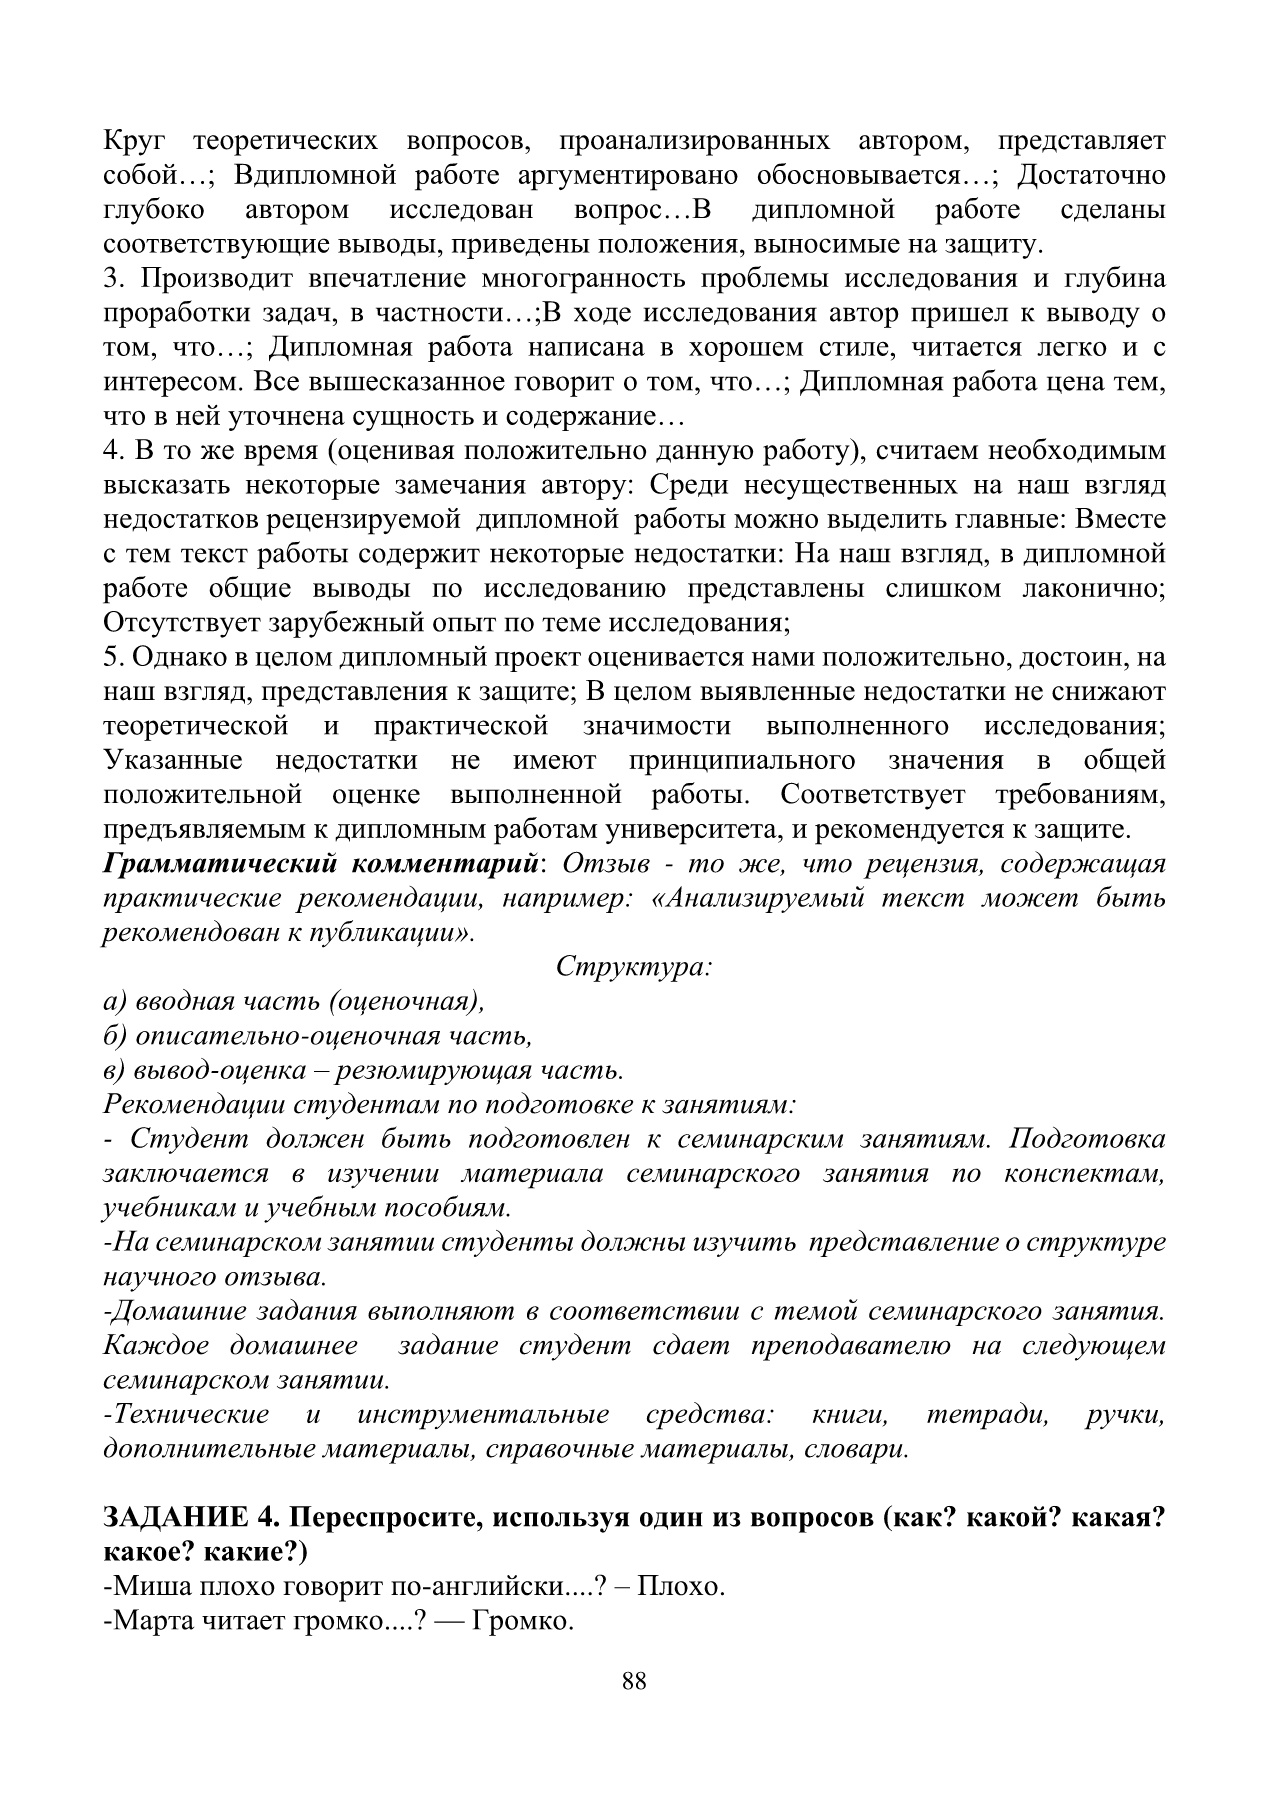 Круг теоретических вопросов, проанализированных автором, представляет
собой…; Вдипломной работе аргументировано обосновывается…; Достаточно
глубоко автором исследован вопрос…В дипломной работе сделаны
соответствующие выводы, приведены положения, выносимые на защиту.
3. Производит впечатление многогранность проблемы исследования и глубина
проработки задач, в частности…;В ходе исследования автор пришел к выводу о
том, что…; Дипломная работа написана в хорошем стиле, читается легко и с
интересом. Все вышесказанное говорит о том, что…; Дипломная работа цена тем,
что в ней уточнена сущность и содержание…
4. В то же время (оценивая положительно данную работу), считаем необходимым
высказать некоторые замечания автору: Среди несущественных на наш взгляд
недостатков рецензируемой дипломной работы можно выделить главные: Вместе
с тем текст работы содержит некоторые недостатки: На наш взгляд, в дипломной
работе общие выводы по исследованию представлены слишком лаконично;
Отсутствует зарубежный опыт по теме исследования;
5. Однако в целом дипломный проект оценивается нами положительно, достоин, на
наш взгляд, представления к защите; В целом выявленные недостатки не снижают
теоретической и практической значимости выполненного исследования;
Указанные недостатки не имеют принципиального значения в общей
положительной оценке выполненной работы. Соответствует требованиям,
предъявляемым к дипломным работам университета, и рекомендуется к защите.
Грамматический комментарий: Отзыв - то же, что рецензия, содержащая
практические рекомендации, например: «Анализируемый текст может быть
рекомендован к публикации».
Структура:
а) вводная часть (оценочная),
б) описательно-оценочная часть,
в) вывод-оценка – резюмирующая часть.
Рекомендации студентам по подготовке к занятиям:
- Студент должен быть подготовлен к семинарским занятиям. Подготовка
заключается в изучении материала семинарского занятия по конспектам,
учебникам и учебным пособиям.
-На семинарском занятии студенты должны изучить представление о структуре
научного отзыва.
-Домашние задания выполняют в соответствии с темой семинарского занятия.
Каждое домашнее задание студент сдает преподавателю на следующем
семинарском занятии.
-Технические и инструментальные средства: книги, тетради, ручки,
дополнительные материалы, справочные материалы, словари.
ЗАДАНИЕ 4. Переспросите, используя один из вопросов (как? какой? какая?
какое? какие?)
-Миша плохо говорит по-английски....? – Плохо.
-Марта читает громко....? — Громко.
88